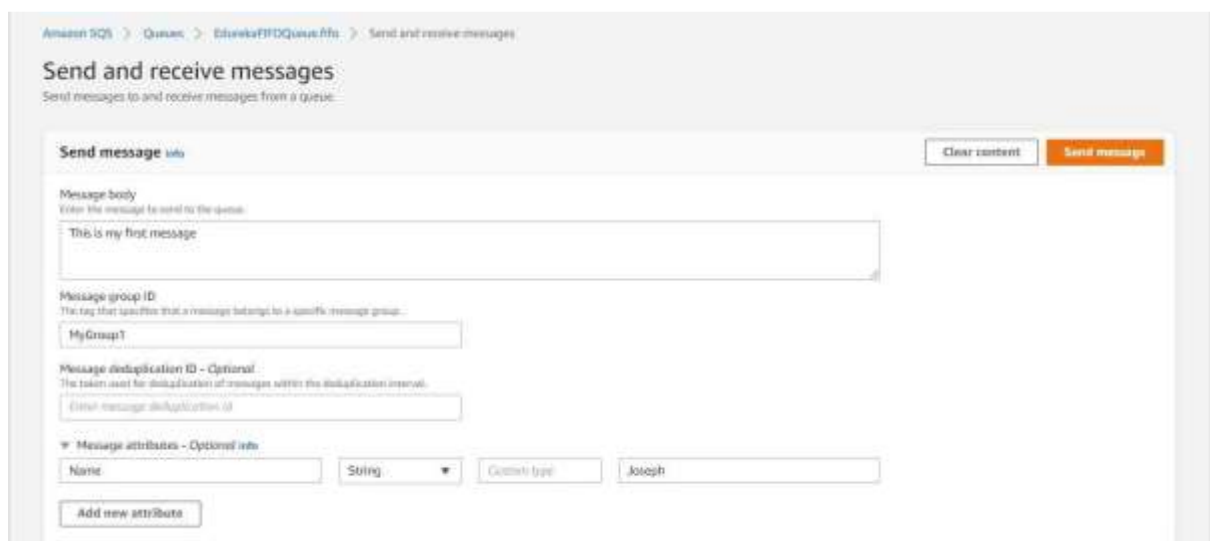 Amazon SQS > Queues > EdurekaFIFOQueue.fifo > Send and receive messages
Send and receive messages
Send messages to and receive messages from a queue.
Send message Info
Clear content
Send message
Message body
Enter the message to send to the queue.
This is my first message
Message group ID
The tag that specifies that a message belongs to a specific message group.
MyGroup1
Message deduplication ID - Optional
The token used for deduplication of messages within the deduplication interval.
Enter message deduplication id
▼ Message attributes - Optional Info
Name String ▼ Custom type Joseph
Add new attribute